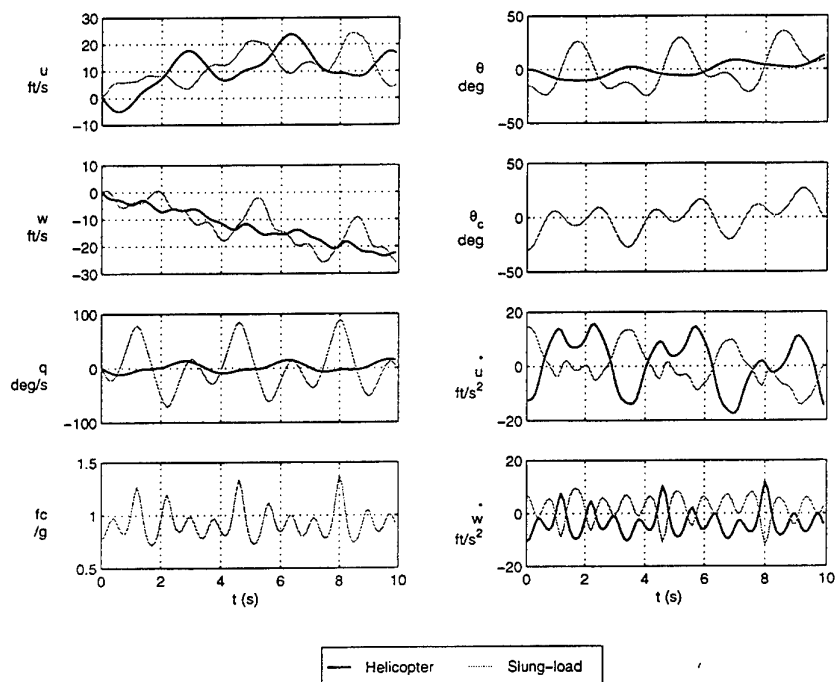 30
20
10
0
−10
u
ft/s
50
0
−50
θ
deg
10
0
−10
−20
−30
w
ft/s
50
0
−50
θc
deg
100
0
−100
q
deg/s
20
0
−20
u̇
ft/s²
1.5
1
0.5
fc
/g
0 2 4 6 8 10
t (s)
20
0
−20
ẇ
ft/s²
0 2 4 6 8 10
t (s)
Helicopter Slung−load